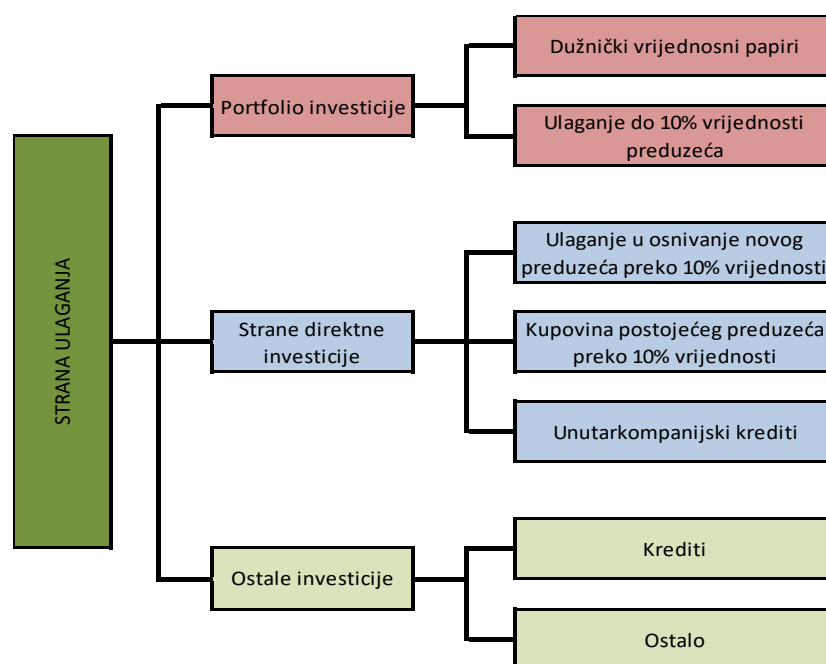 STRANA ULAGANJA
Portfolio investicije
Dužnički vrijednosni papiri
Ulaganje do 10% vrijednosti
preduzeća
Strane direktne
investicije
Ulaganje u osnivanje novog
preduzeća preko 10% vrijednosti
Kupovina postojećeg preduzeća
preko 10% vrijednosti
Unutarkompanijski krediti
Ostale investicije
Krediti
Ostalo